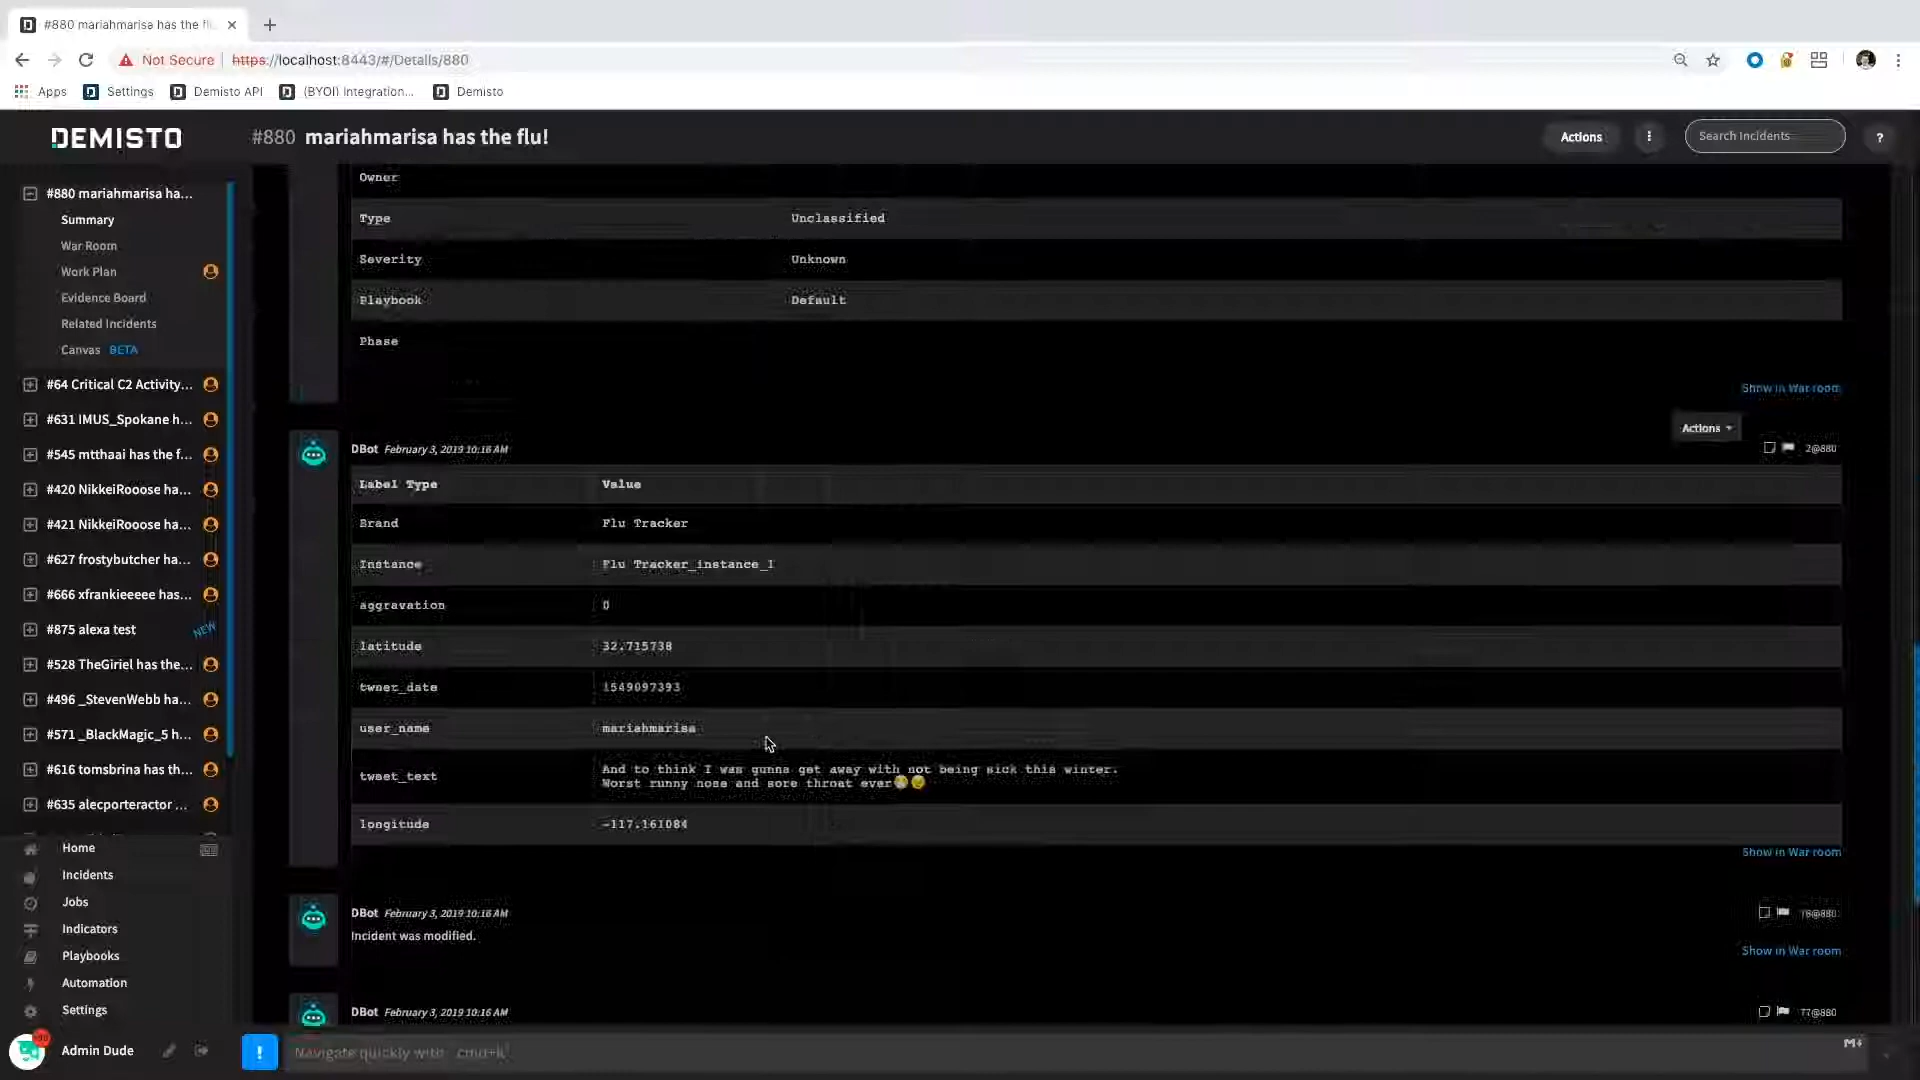 #880 mariahmarisa has the fl
Not Secure https://localhost:8443/#/Details/880
Apps Settings Demisto API (BYOI) Integration... Demisto
DEMISTO #880 mariahmarisa has the flu! Actions Search Incidents ?
#880 mariahmarisa ha...
Summary
War Room
Work Plan
Evidence Board
Related Incidents
Canvas BETA
#64 Critical C2 Activity...
#631 IMUS_Spokane h...
#545 mtthaai has the f...
#420 NikkeiRooose ha...
#421 NikkeiRooose ha...
#627 frostybutcher ha...
#666 xfrankieeeee has...
#875 alexa test NEW
#528 TheGiriel has the...
#496 _StevenWebb ha...
#571 _BlackMagic_5 h...
#616 tomsbrina has th...
#635 alecporteractor ...
Home
Incidents
Jobs
Indicators
Playbooks
Automation
Settings
Admin Dude
Owner
Type Unclassified
Severity Unknown
Playbook Default
Phase
Show in War room
Actions
DBot February 3, 2019 10:16 AM 2@880
Label Type Value
Brand Flu Tracker
Instance Flu Tracker_instance_1
aggravation 0
latitude 32.715738
tweet_date 1549097393
user_name mariahmarisa
tweet_text And to think I was gunna get away with not being sick this winter.
Worst runny nose and sore throat ever
longitude -117.161084
Show in War room
DBot February 3, 2019 10:16 AM 76@880
Incident was modified.
Show in War room
DBot February 3, 2019 10:16 AM 77@880
! Navigate quickly with `cmd+k` M+